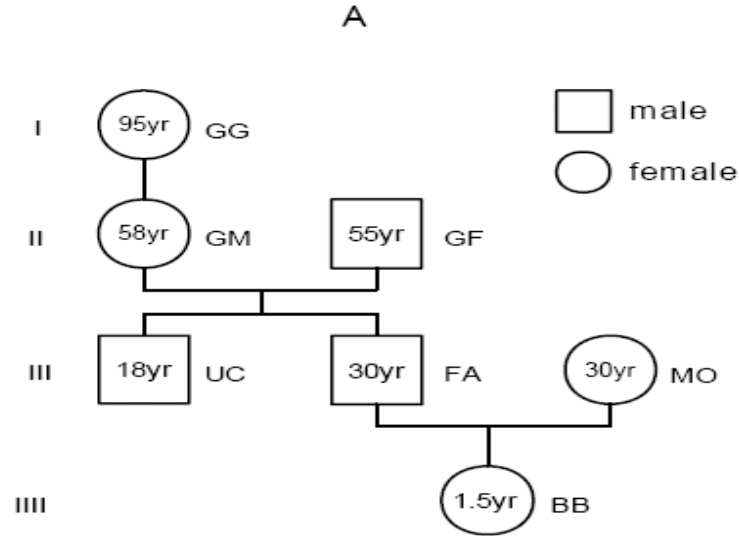 A
I 95yr GG
male
female
II 58yr GM 55yr GF
III 18yr UC 30yr FA 30yr MO
IIII 1.5yr BB